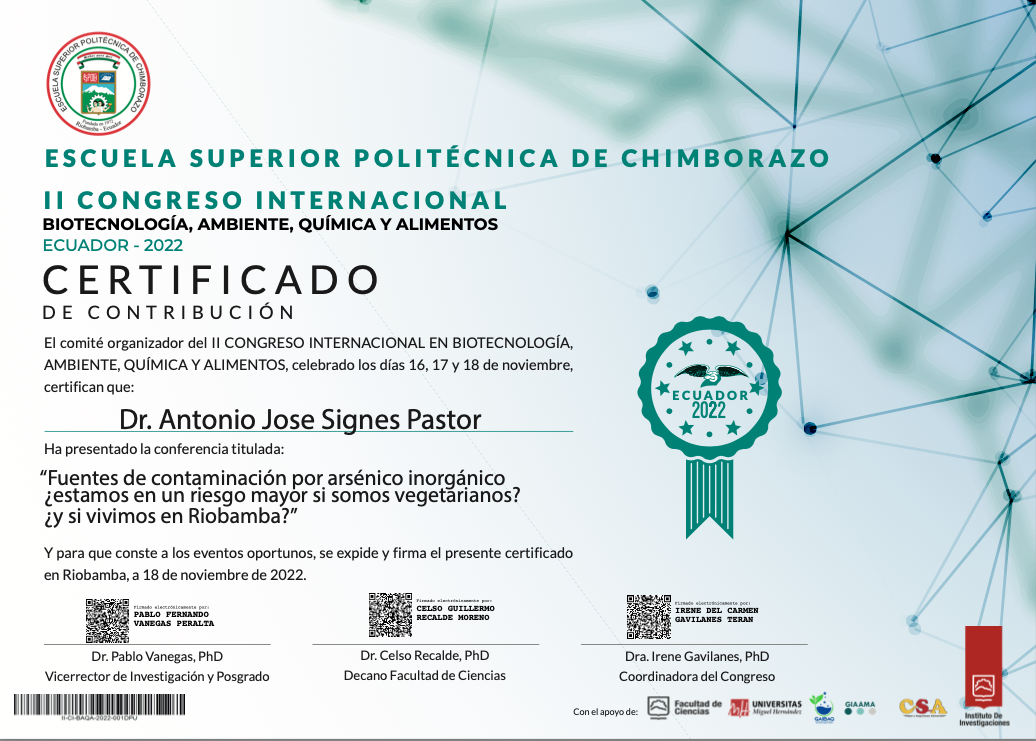 ESCUELA SUPERIOR POLITÉCNICA DE CHIMBORAZO
Fundada en 1972
Riobamba - Ecuador
ESCUELA SUPERIOR POLITÉCNICA DE CHIMBORAZO
II CONGRESO INTERNACIONAL
BIOTECNOLOGÍA, AMBIENTE, QUÍMICA Y ALIMENTOS
ECUADOR - 2022
CERTIFICADO
DE CONTRIBUCIÓN
El comité organizador del II CONGRESO INTERNACIONAL EN BIOTECNOLOGÍA,
AMBIENTE, QUÍMICA Y ALIMENTOS, celebrado los días 16, 17 y 18 de noviembre,
certifican que:
Dr. Antonio Jose Signes Pastor
Ha presentado la conferencia titulada:
“Fuentes de contaminación por arsénico inorgánico
¿estamos en un riesgo mayor si somos vegetarianos?
¿y si vivimos en Riobamba?”
ECUADOR
2022
Y para que conste a los eventos oportunos, se expide y firma el presente certificado
en Riobamba, a 18 de noviembre de 2022.
Firmado electrónicamente por:
PABLO FERNANDO
VANEGAS PERALTA
Dr. Pablo Vanegas, PhD
Vicerrector de Investigación y Posgrado
Firmado electrónicamente por:
CELSO GUILLERMO
RECALDE MORENO
Dr. Celso Recalde, PhD
Decano Facultad de Ciencias
Firmado electrónicamente por:
IRENE DEL CARMEN
GAVILANES TERAN
Dra. Irene Gavilanes, PhD
Coordinadora del Congreso
II-CI-BAQA-2022-001DPU
Con el apoyo de:
Facultad de
Ciencias
UNIVERSITAS
Miguel Hernández
GAIBAQ
GIAAMA
CSA
Instituto De
Investigaciones